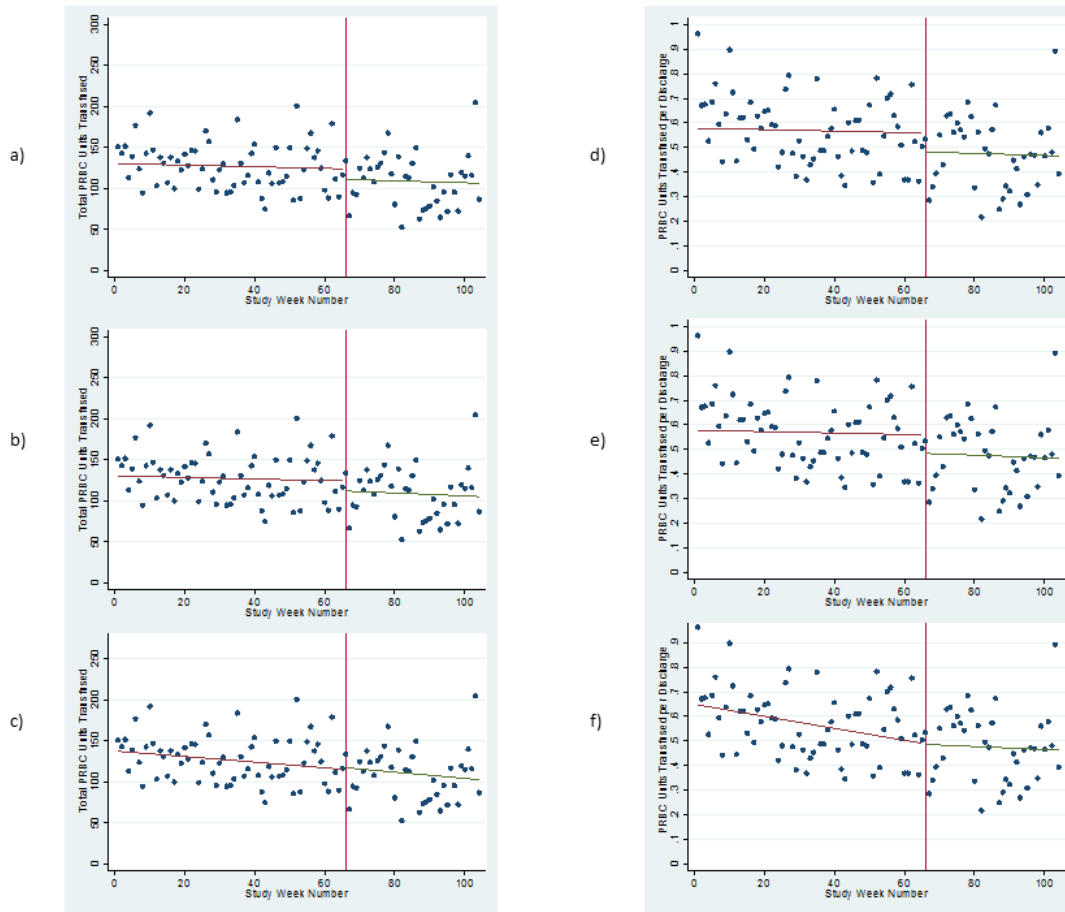 a)
Total PRBC Units Transfused
300
250
200
150
100
50
0
0 20 40 60 80 100
Study Week Number
b)
Total PRBC Units Transfused
300
250
200
150
100
50
0
0 20 40 60 80 100
Study Week Number
c)
Total PRBC Units Transfused
250
200
150
100
50
0
0 20 40 60 80 100
Study Week Number
d)
PRBC Units Transfused per Discharge
1
.9
.8
.7
.6
.5
.4
.3
.2
.1
0
0 20 40 60 80 100
Study Week Number
e)
PRBC Units Transfused per Discharge
1
.9
.8
.7
.6
.5
.4
.3
.2
.1
0
0 20 40 60 80 100
Study Week Number
f)
PRBC Units Transfused per Discharge
.9
.8
.7
.6
.5
.4
.3
.2
.1
0
0 20 40 60 80 100
Study Week Number